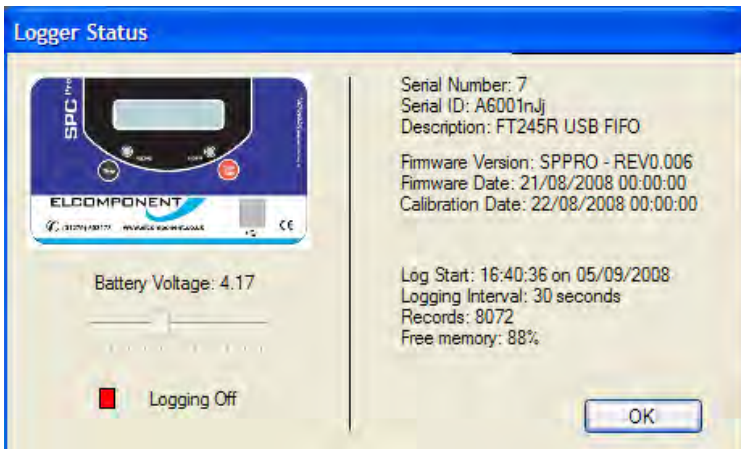 Logger Status
SPC Pro
ELCOMPONENT
CE
Battery Voltage: 4.17
Logging Off
Serial Number: 7
Serial ID: A6001nJj
Description: FT245R USB FIFO
Firmware Version: SPPRO - REV0.006
Firmware Date: 21/08/2008 00:00:00
Calibration Date: 22/08/2008 00:00:00
Log Start: 16:40:36 on 05/09/2008
Logging Interval: 30 seconds
Records: 8072
Free memory: 88%
OK